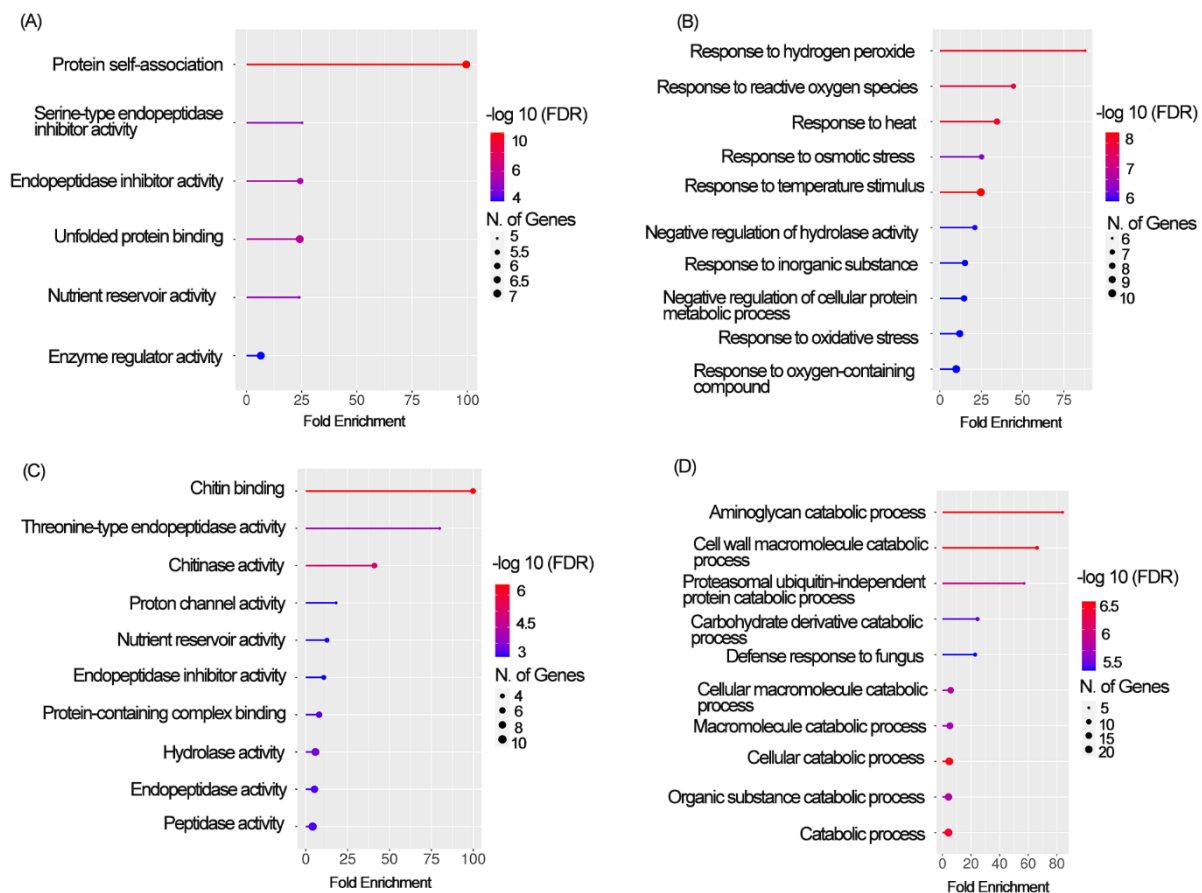 (A)
Protein self-association
Serine-type endopeptidase
inhibitor activity
Endopeptidase inhibitor activity
Unfolded protein binding
Nutrient reservoir activity
Enzyme regulator activity
0 25 50 75 100
Fold Enrichment
-log 10 (FDR)
10
8
6
4
N. of Genes
5
5.5
6
6.5
7
(B)
Response to hydrogen peroxide
Response to reactive oxygen species
Response to heat
Response to osmotic stress
Response to temperature stimulus
Negative regulation of hydrolase activity
Response to inorganic substance
Negative regulation of cellular protein
metabolic process
Response to oxidative stress
Response to oxygen-containing
compound
0 25 50 75
Fold Enrichment
-log 10 (FDR)
8
7
6
N. of Genes
6
7
8
9
10
(C)
Chitin binding
Threonine-type endopeptidase activity
Chitinase activity
Proton channel activity
Nutrient reservoir activity
Endopeptidase inhibitor activity
Protein-containing complex binding
Hydrolase activity
Endopeptidase activity
Peptidase activity
0 25 50 75 100
Fold Enrichment
-log 10 (FDR)
6
4.5
3
N. of Genes
4
6
8
10
(D)
Aminoglycan catabolic process
Cell wall macromolecule catabolic
process
Proteasomal ubiquitin-independent
protein catabolic process
Carbohydrate derivative catabolic
process
Defense response to fungus
Cellular macromolecule catabolic
process
Macromolecule catabolic process
Cellular catabolic process
Organic substance catabolic process
Catabolic process
0 20 40 60 80
Fold Enrichment
-log 10 (FDR)
6.5
6
5.5
N. of Genes
5
10
15
20